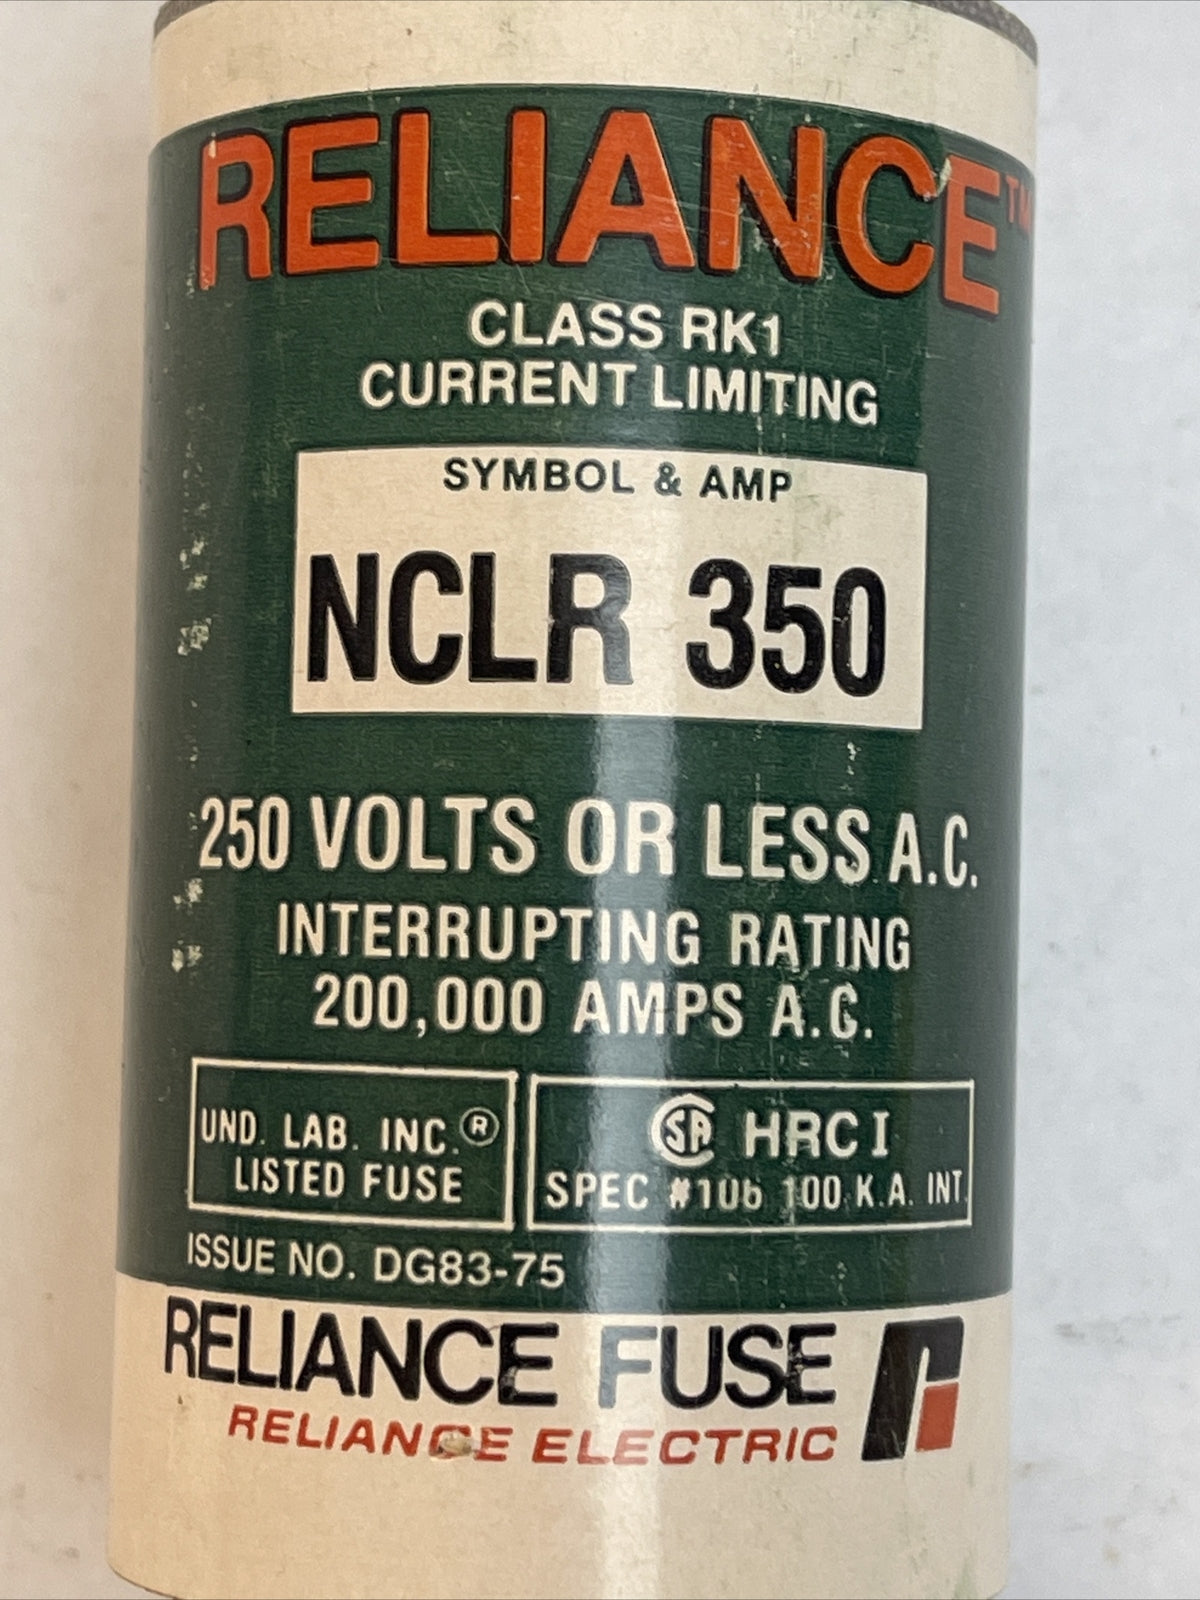 RELIANCE™
CLASS RK1
CURRENT LIMITING
SYMBOL & AMP
NCLR 350
250 VOLTS OR LESS A.C.
INTERRUPTING RATING
200,000 AMPS A.C.
UND. LAB. INC.®
LISTED FUSE
SA HRC I
SPEC #106 100 K.A. INT.
ISSUE NO. DG83-75
RELIANCE FUSE
RELIANCE ELECTRIC